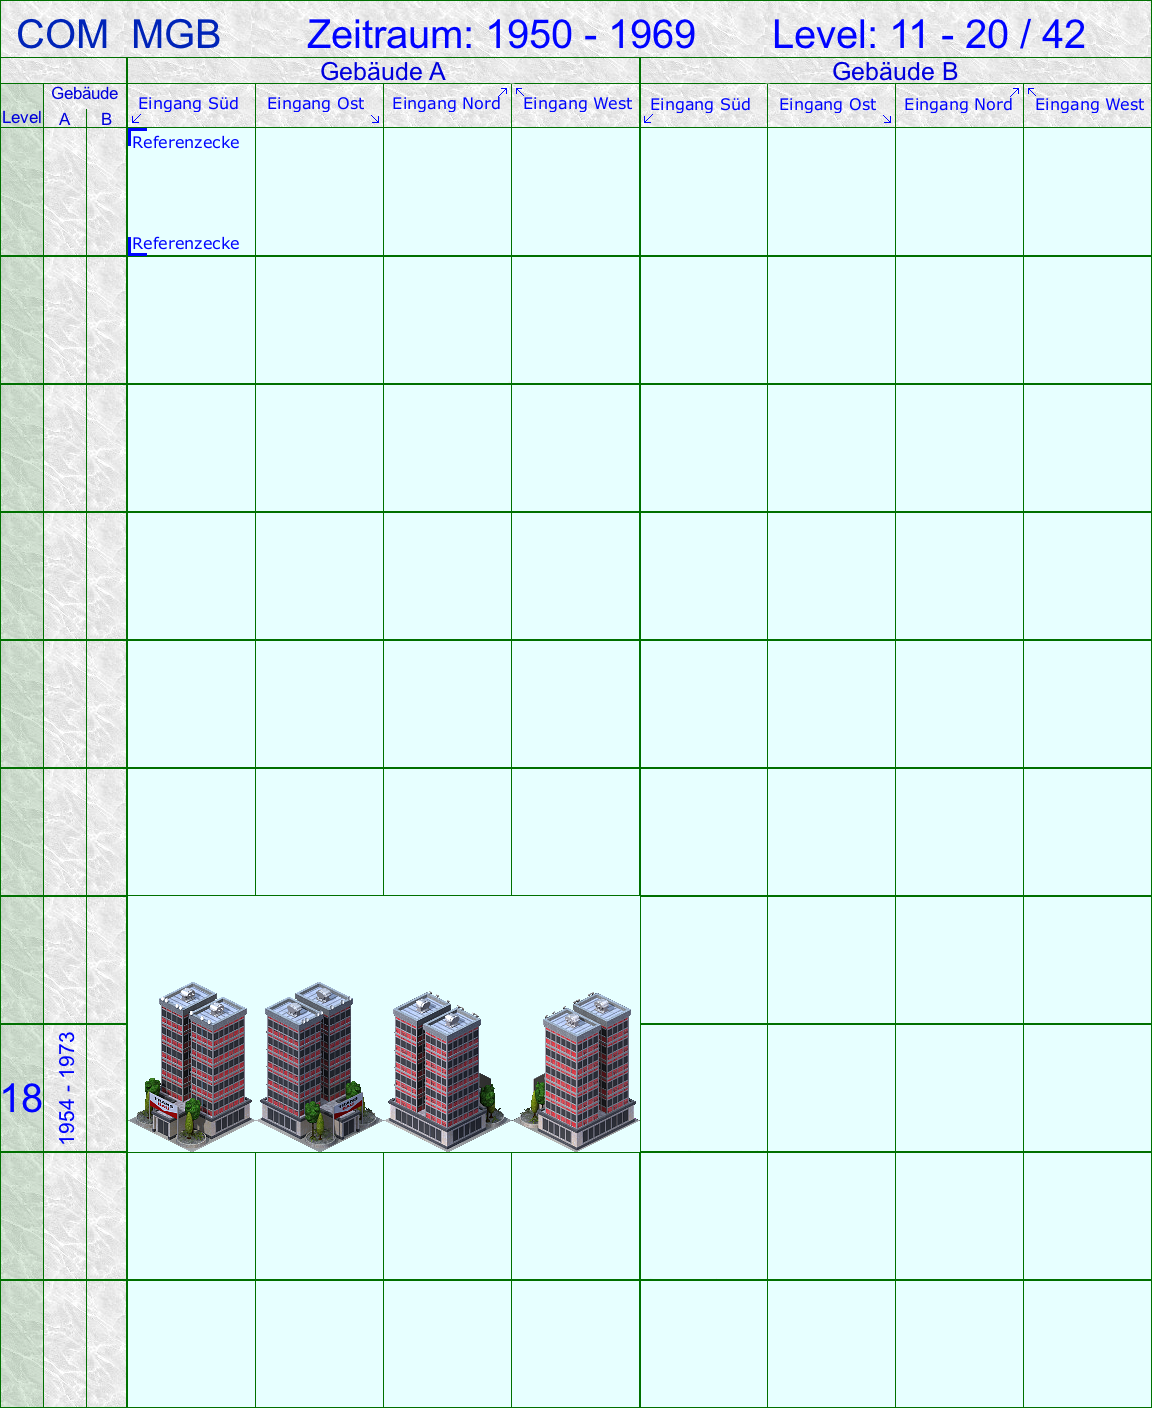 COM MGB Zeitraum: 1950 - 1969 Level: 11 - 20 / 42
Gebäude A Gebäude B
Level Gebäude A B Eingang Süd Eingang Ost Eingang Nord Eingang West Eingang Süd Eingang Ost Eingang Nord Eingang West
Referenzecke
Referenzecke
18 1954 - 1973